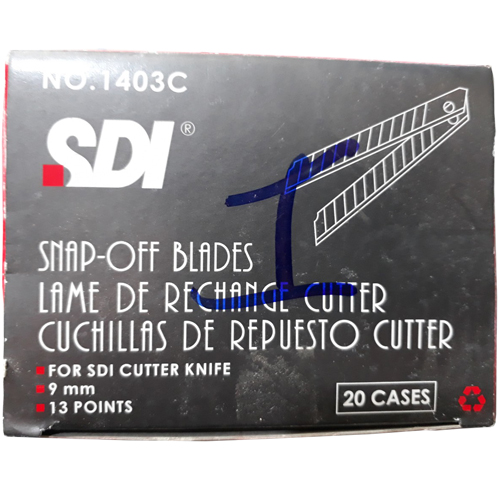 NO.1403C
SDI®
SNAP-OFF BLADES
LAME DE RECHANGE CUTTER
CUCHILLAS DE REPUESTO CUTTER
FOR SDI CUTTER KNIFE
9 mm
13 POINTS
20 CASES
I